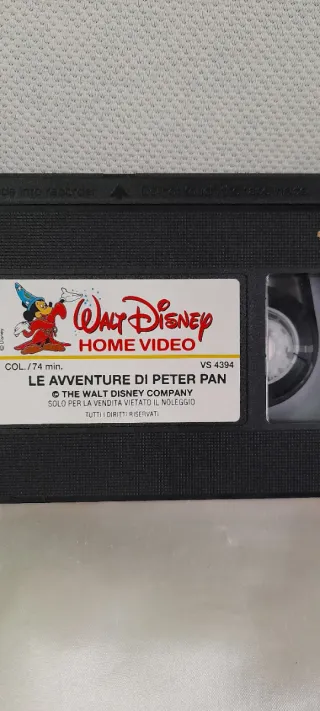 Walt Disney
HOME VIDEO
© Disney
COL./74 min. VS 4394
LE AVVENTURE DI PETER PAN
© THE WALT DISNEY COMPANY
SOLO PER LA VENDITA VIETATO IL NOLEGGIO
TUTTI I DIRITTI RISERVATI